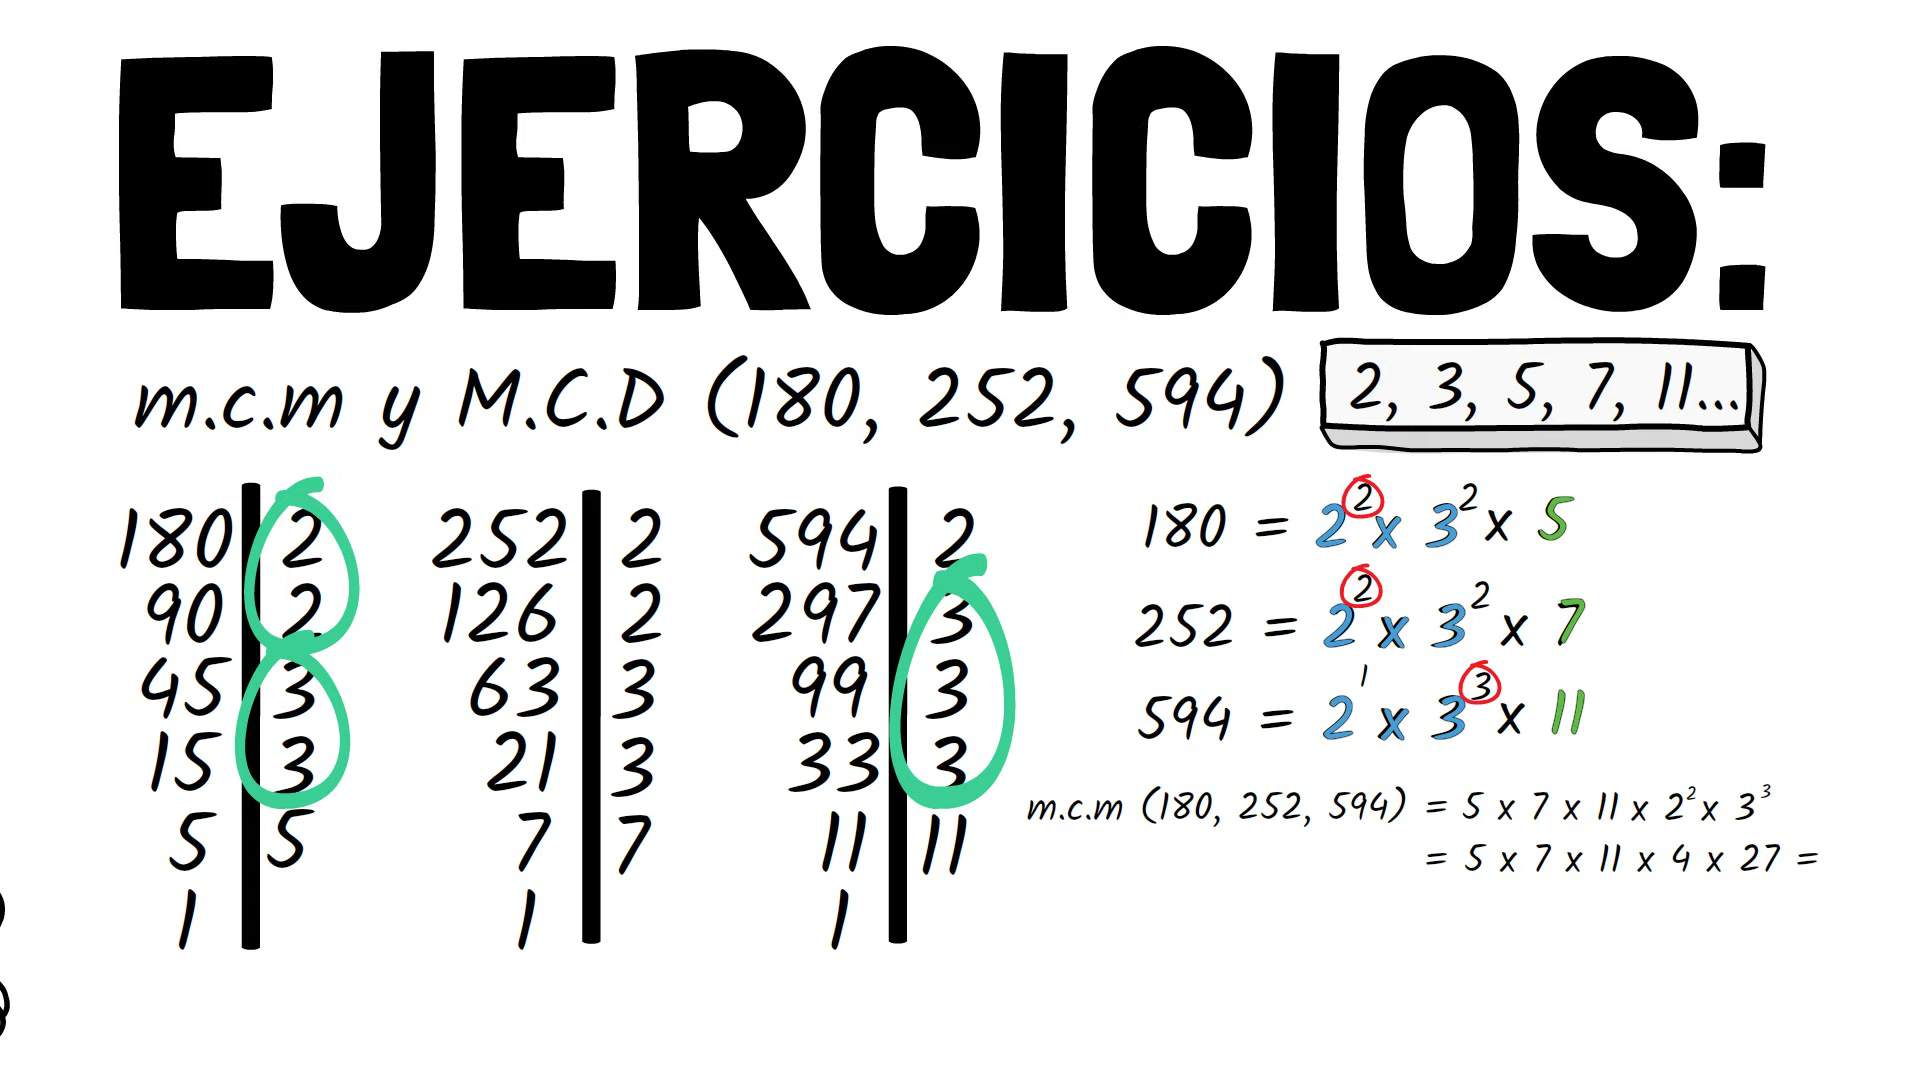 EJERCICIOS:
m.c.m y M.C.D (180, 252, 594)
2, 3, 5, 7, 11...
180 2
90 2
45 3
15 3
5 5
1
252 2
126 2
63 3
21 3
7 7
1
594 2
297 3
99 3
33 3
11 11
1
180 = 2² x 3² x 5
252 = 2² x 3² x 7
594 = 2¹ x 3³ x 11
m.c.m (180, 252, 594) = 5 x 7 x 11 x 2² x 3³
= 5 x 7 x 11 x 4 x 27 =